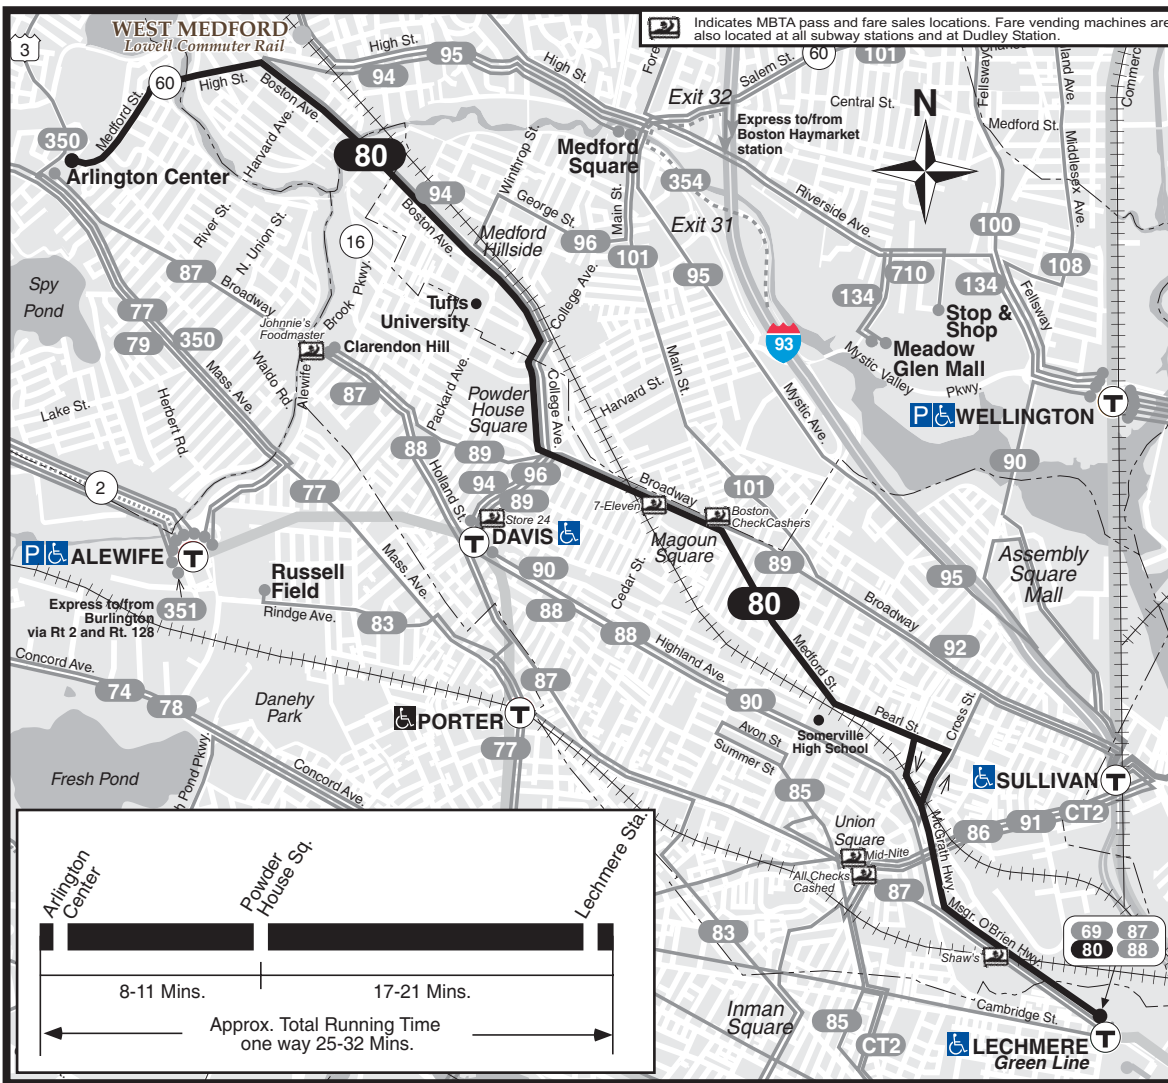 Indicates MBTA pass and fare sales locations. Fare vending machines are
also located at all subway stations and at Dudley Station.
WEST MEDFORD
Lowell Commuter Rail
3
60
High St.
Medford St.
350
Arlington Center
Boston Ave.
Harvard Ave.
High St.
94
95
High St.
80
94
Boston Ave.
Winthrop St.
George St.
96
Medford
Hillside
Medford
Square
Main St.
101
Salem St.
60
101
Exit 32
Express to/from
Boston Haymarket
station
354
Exit 31
95
Central St.
N
Fellsway
Medford St.
Middlesex Ave.
Riverside Ave.
100
710
134
134
108
Fellsway
Stop &
Shop
Meadow
Glen Mall
Mystic Valley
Pkwy.
93
P WELLINGTON
T
90
River St.
N. Union St.
87
Broadway
16
Brook Pkwy.
Alewife
Spy
Pond
77
79
350
Mass. Ave.
Waldo Rd
Herbert Rd.
Lake St.
Johnnie's
Foodmaster
Clarendon Hill
Tufts
University
College Ave.
College Ave.
Packard Ave.
Powder
House
Square
87
88
89
Holland St.
94
96
89
Store 24
DAVIS
T
Harvard St.
Main St.
Mystic Ave.
101
Broadway
7-Eleven
Boston
CheckCashers
Magoun
Square
89
Broadway
95
92
Assembly
Square
Mall
2
P ALEWIFE
T
Express to/from
Burlington
via Rt 2 and Rt. 128
351
Russell
Field
Rindge Ave.
83
77
Mass. Ave.
90
88
88
Cedar St.
Highland Ave.
80
Medford St.
90
Pearl St.
Cross St.
Somerville
High School
Avon St
Summer St
85
87
PORTER
T
77
Concord Ave.
74
78
Danehy
Park
Fresh Pond
Concord Ave.
SULLIVAN
T
CT2
91
86
McGrath Hwy.
Union
Square
Mid-Nite
All Checks
Cashed
87
Msgr. O'Brien Hwy.
Shaw's
69 87
80 88
83
Inman
Square
85
CT2
Cambridge St.
LECHMERE
Green Line
T
Arlington
Center
Powder
House Sq.
Lechmere Sta.
8-11 Mins.
17-21 Mins.
Approx. Total Running Time
one way 25-32 Mins.